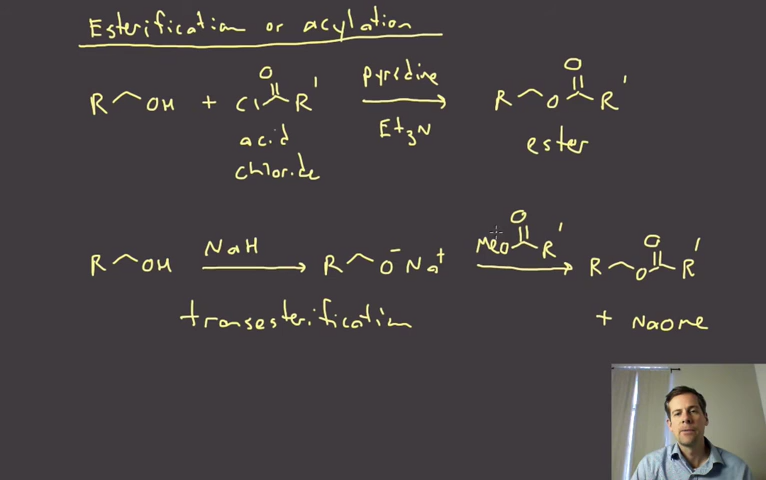 Esterification or acylation
O O
R OH + Cl R' pyridine R O R'
acid Et₃N ester
chloride
O O
R OH NaH R O⁻ Na⁺ MeO R' R O R'
transesterification + NaOMe